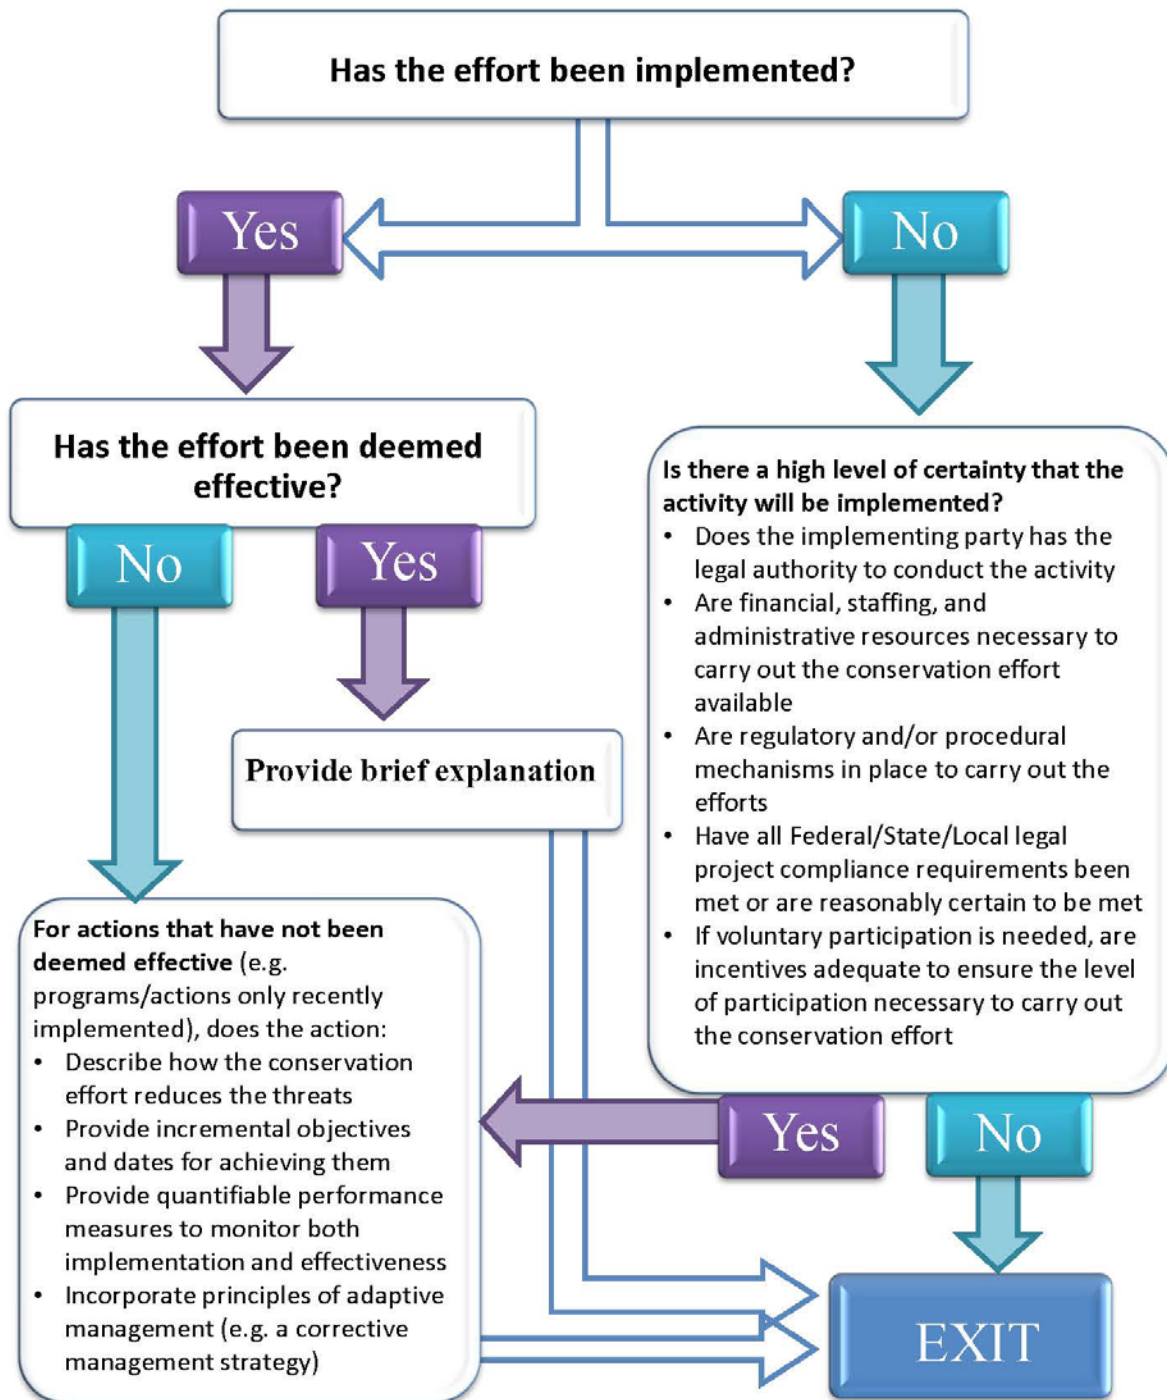 Has the effort been implemented?
Yes
No
Has the effort been deemed
effective?
No
Yes
Provide brief explanation
Is there a high level of certainty that the
activity will be implemented?
• Does the implementing party has the
legal authority to conduct the activity
• Are financial, staffing, and
administrative resources necessary to
carry out the conservation effort
available
• Are regulatory and/or procedural
mechanisms in place to carry out the
efforts
• Have all Federal/State/Local legal
project compliance requirements been
met or are reasonably certain to be met
• If voluntary participation is needed, are
incentives adequate to ensure the level
of participation necessary to carry out
the conservation effort
Yes
No
For actions that have not been
deemed effective (e.g.
programs/actions only recently
implemented), does the action:
• Describe how the conservation
effort reduces the threats
• Provide incremental objectives
and dates for achieving them
• Provide quantifiable performance
measures to monitor both
implementation and effectiveness
• Incorporate principles of adaptive
management (e.g. a corrective
management strategy)
EXIT